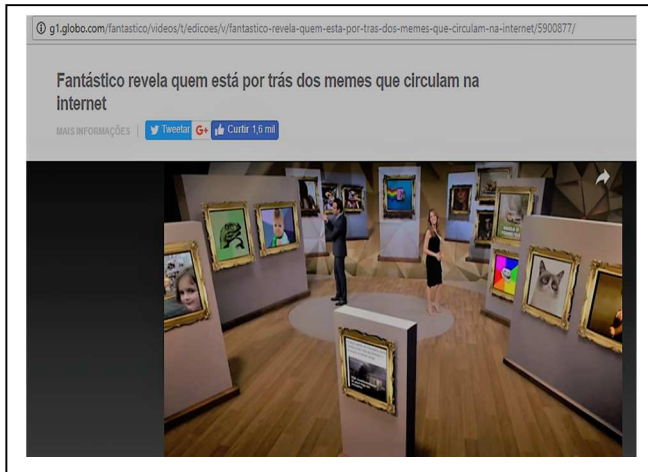 g1.globo.com/fantastico/videos/t/edicoes/v/fantastico-revela-quem-esta-por-tras-dos-memes-que-circulam-na-internet/5900877/
Fantástico revela quem está por trás dos memes que circulam na
internet
MAIS INFORMAÇÕES Tweetar G+ Curtir 1,6 mil